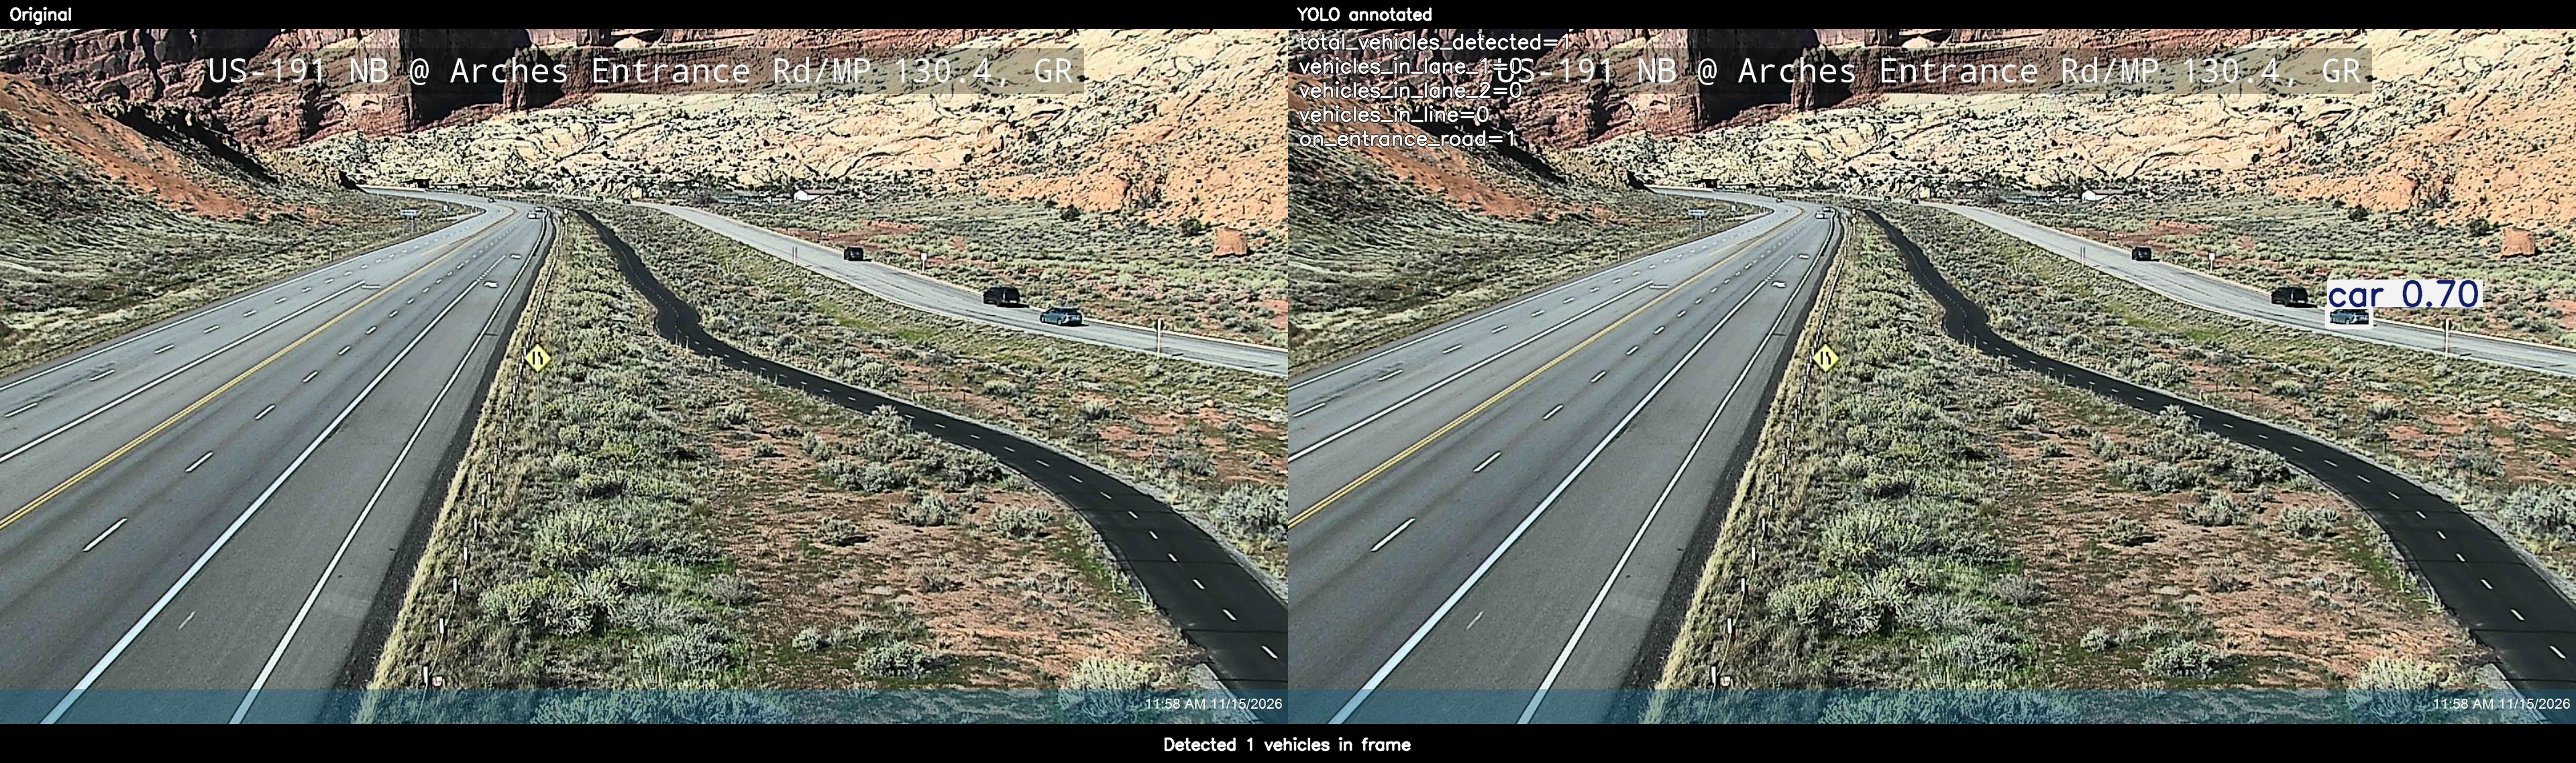 Original
US-191 NB @ Arches Entrance Rd/MP 130.4, GR
11:58 AM 11/15/2026
YOLO annotated
total_vehicles_detected=1
vehicles_in_lane_1=0
vehicles_in_lane_2=0
vehicles_in_line=0
on_entrance_road=1
US-191 NB @ Arches Entrance Rd/MP 130.4, GR
car 0.70
11:58 AM 11/15/2026
Detected 1 vehicles in frame